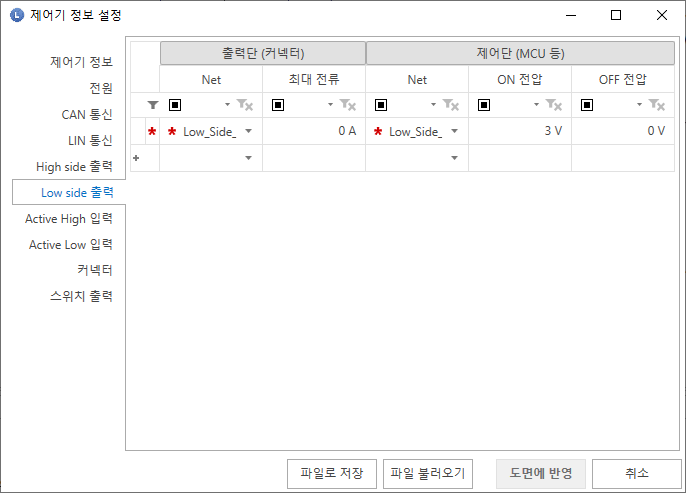 L 제어기 정보 설정
제어기 정보
전원
CAN 통신
LIN 통신
High side 출력
Low side 출력
Active High 입력
Active Low 입력
커넥터
스위치 출력
출력단 (커넥터) 제어단 (MCU 등)
Net 최대 전류 Net ON 전압 OFF 전압
* * Low_Side_ 0 A * Low_Side_ 3 V 0 V
+
파일로 저장 파일 불러오기 도면에 반영 취소